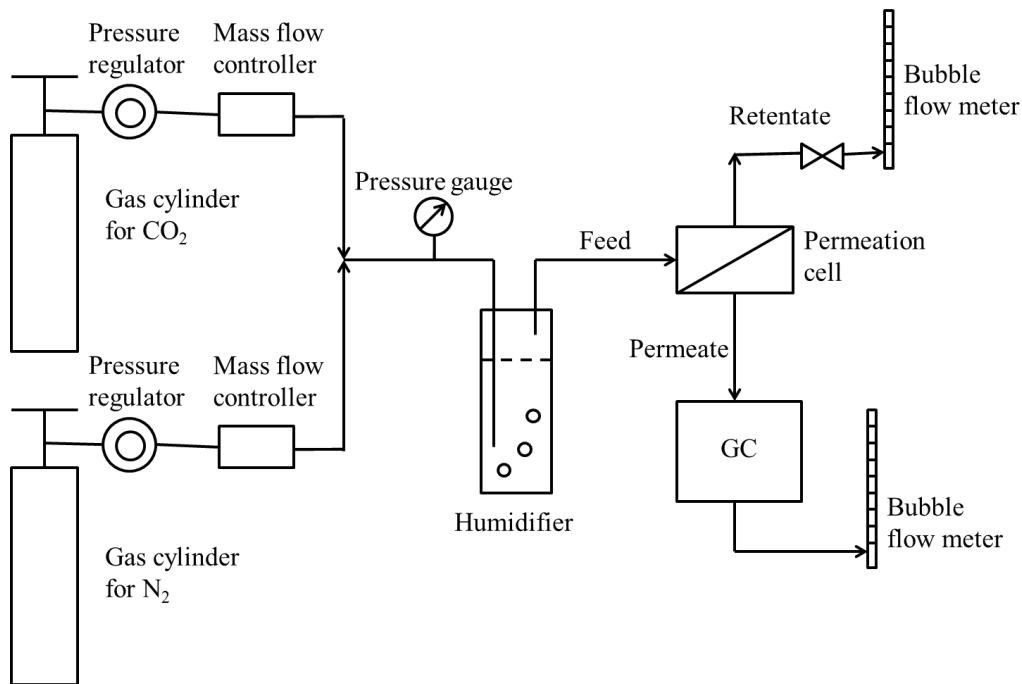 Pressure
regulator
Mass flow
controller
Gas cylinder
for CO₂
Pressure gauge
Retentate
Bubble
flow meter
Feed
Permeation
cell
Permeate
Pressure
regulator
Mass flow
controller
Gas cylinder
for N₂
Humidifier
GC
Bubble
flow meter